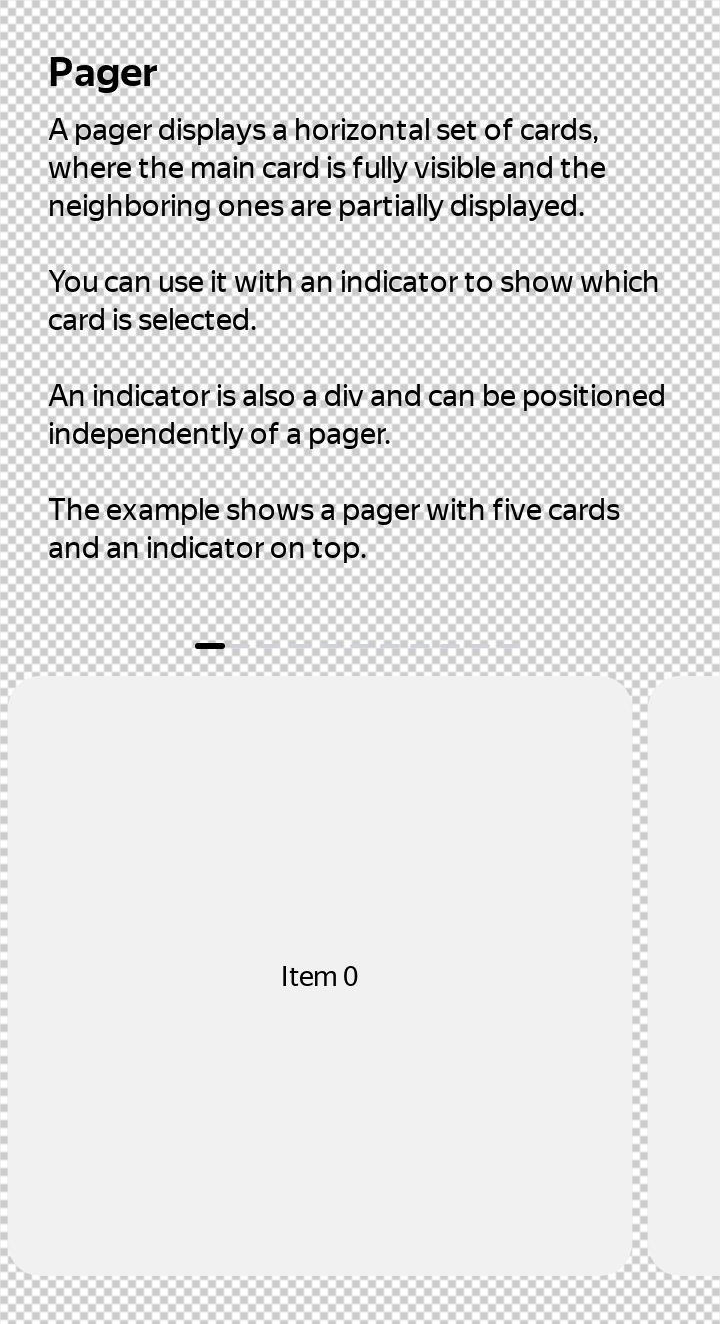 Pager
A pager displays a horizontal set of cards,
where the main card is fully visible and the
neighboring ones are partially displayed.
You can use it with an indicator to show which
card is selected.
An indicator is also a div and can be positioned
independently of a pager.
The example shows a pager with five cards
and an indicator on top.
Item 0